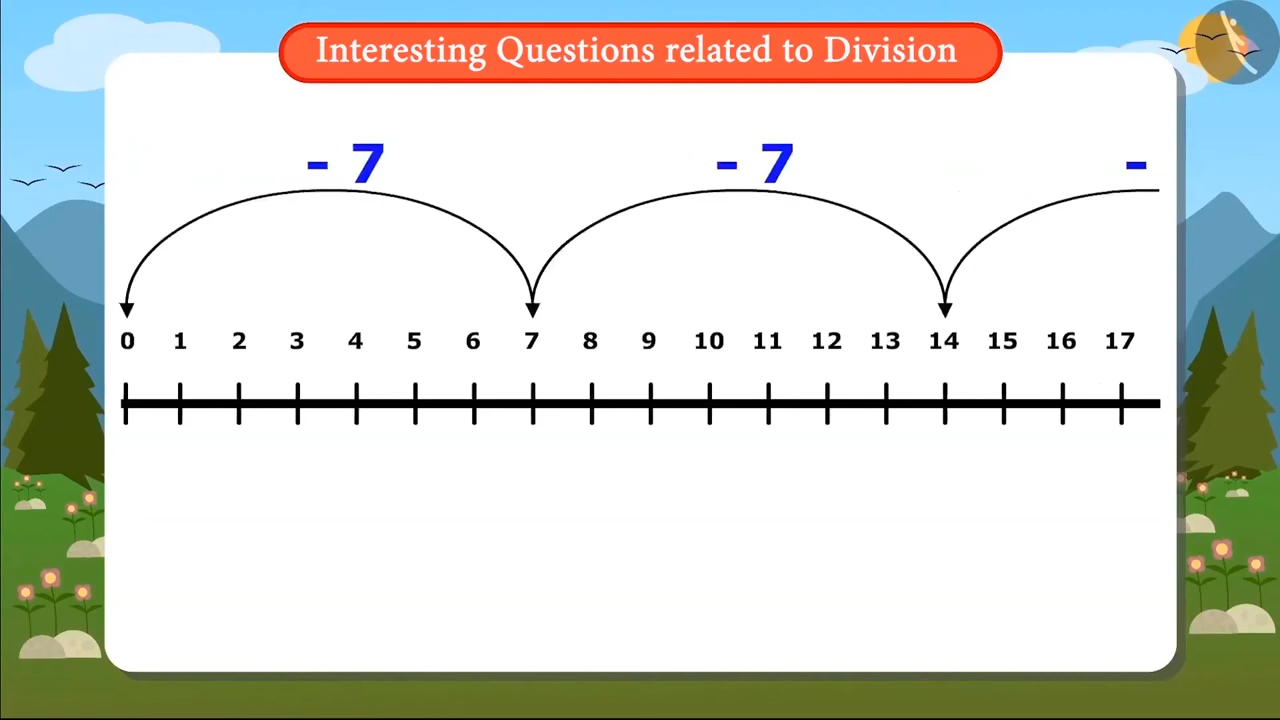 Interesting Questions related to Division
- 7 - 7 -
0 1 2 3 4 5 6 7 8 9 10 11 12 13 14 15 16 17